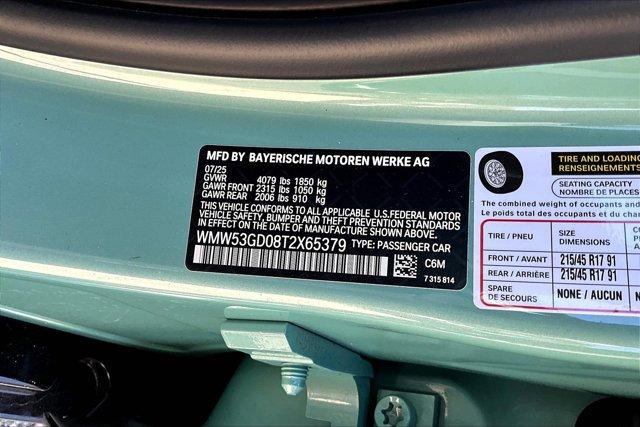 MFD BY BAYERISCHE MOTOREN WERKE AG
07/25
GVWR 4079 lbs 1850 kg
GAWR FRONT 2315 lbs 1050 kg
GAWR REAR 2006 lbs 910 kg
THIS VEHICLE CONFORMS TO ALL APPLICABLE U.S. FEDERAL MOTOR
VEHICLE SAFETY, BUMPER, AND THEFT PREVENTION STANDARDS
IN EFFECT ON THE DATE OF MANUFACTURE SHOWN ABOVE.
WMW53GD08T2X65379 TYPE: PASSENGER CAR
C6M
7 315 814
TIRE AND LOADING
RENSEIGNEMENTS
SEATING CAPACITY
NOMBRE DE PLACES
The combined weight of occupants and
Le poids total des occupants et du
TIRE / PNEU SIZE DIMENSIONS
FRONT / AVANT 215/45 R17 91
REAR / ARRIÈRE 215/45 R17 91
SPARE DE SECOURS NONE / AUCUN